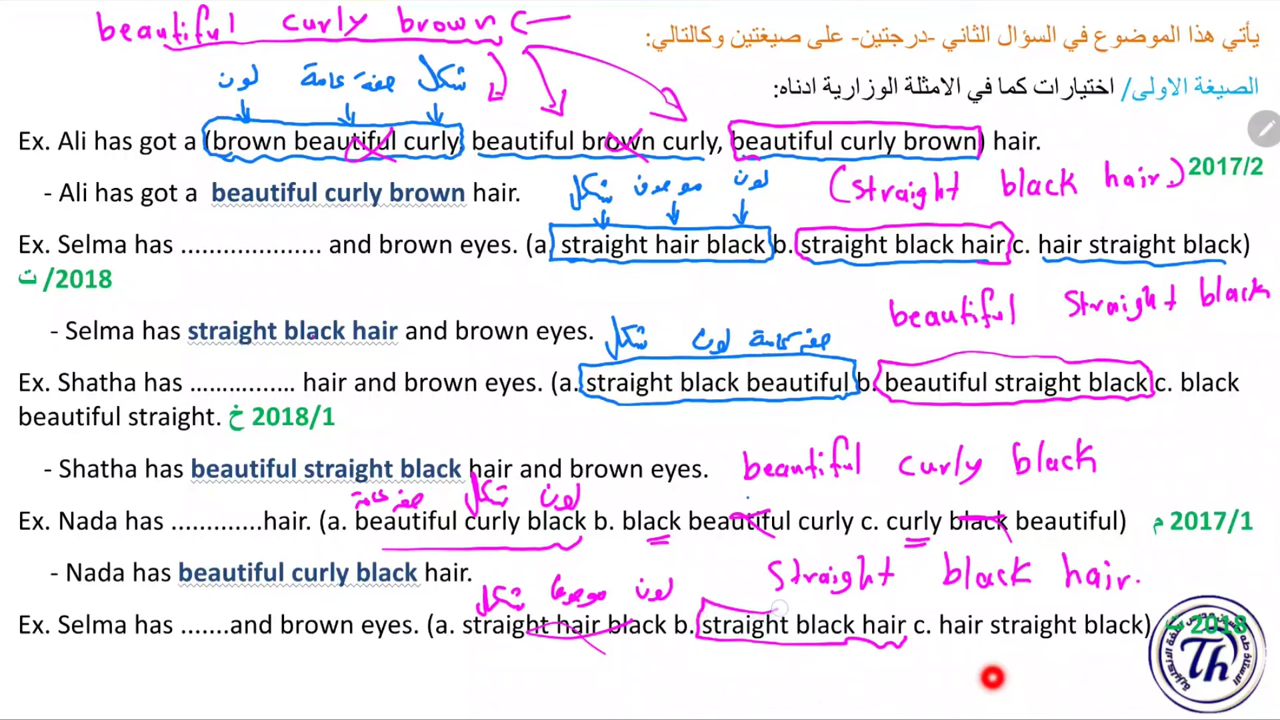 beautiful curly brown
يأتي هذا الموضوع في السؤال الثاني -درجتين- على صيغتين وكالتالي:
لون صفة عامة شكل
الصيغة الاولى/ اختيارات كما في الامثلة الوزارية ادناه:
Ex. Ali has got a (brown beautiful curly, beautiful brown curly, beautiful curly brown) hair.
2017/2
- Ali has got a beautiful curly brown hair.
شكل موصوف لون
(straight black hair.)
Ex. Selma has ..................... and brown eyes. (a straight hair black b. straight black hair c. hair straight black)
2018/ت
beautiful straight black
- Selma has straight black hair and brown eyes.
شكل لون صفة عامة
Ex. Shatha has ............... hair and brown eyes. (a. straight black beautiful b. beautiful straight black c. black
beautiful straight. 2018/1 خ
- Shatha has beautiful straight black hair and brown eyes.
beautiful curly black
صفة عامة شكل لون
Ex. Nada has .............hair. (a. beautiful curly black b. black beautiful curly c. curly black beautiful)
2017/1 م
- Nada has beautiful curly black hair.
straight black hair.
شكل موصوف لون
Ex. Selma has .......and brown eyes. (a. straight hair black b. straight black hair c. hair straight black)
2018
Th